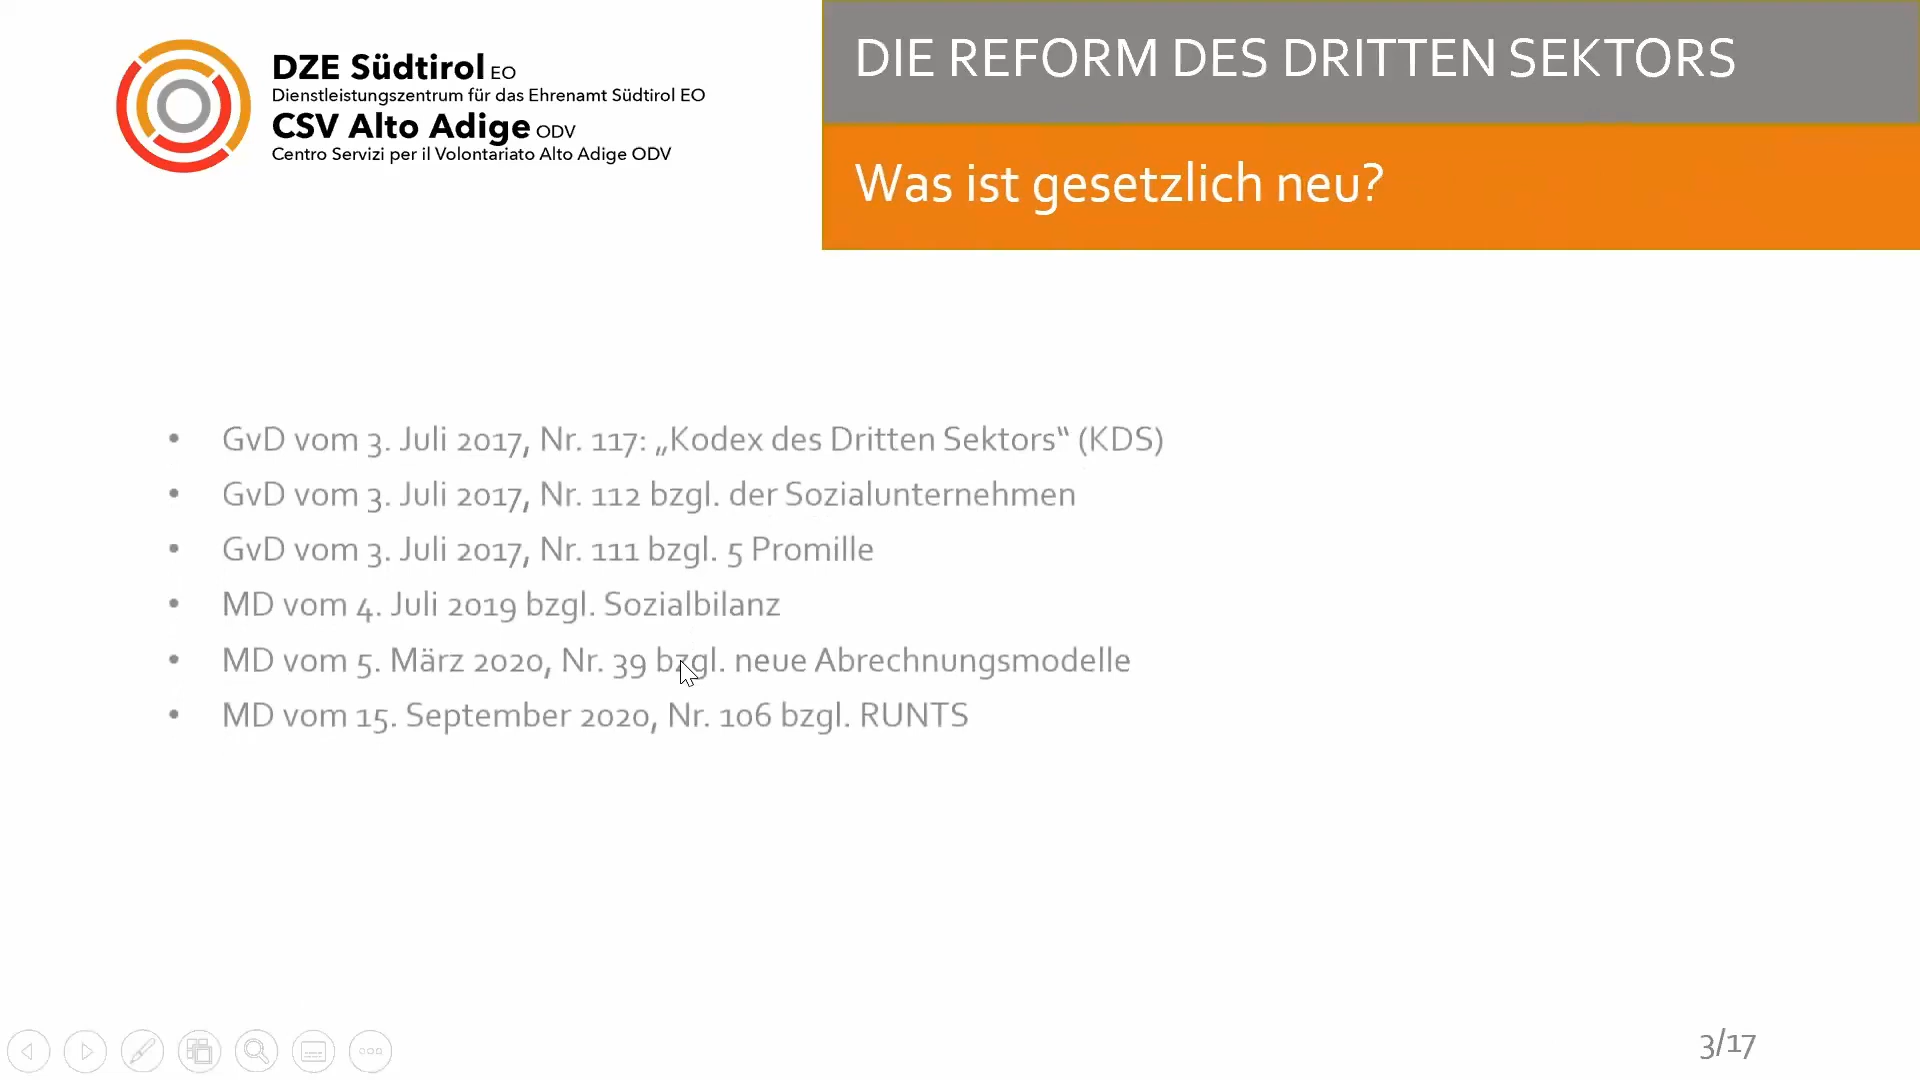 DZE Südtirol EO
Dienstleistungszentrum für das Ehrenamt Südtirol EO
CSV Alto Adige ODV
Centro Servizi per il Volontariato Alto Adige ODV
DIE REFORM DES DRITTEN SEKTORS
Was ist gesetzlich neu?
• GvD vom 3. Juli 2017, Nr. 117: „Kodex des Dritten Sektors“ (KDS)
• GvD vom 3. Juli 2017, Nr. 112 bzgl. der Sozialunternehmen
• GvD vom 3. Juli 2017, Nr. 111 bzgl. 5 Promille
• MD vom 4. Juli 2019 bzgl. Sozialbilanz
• MD vom 5. März 2020, Nr. 39 bzgl. neue Abrechnungsmodelle
• MD vom 15. September 2020, Nr. 106 bzgl. RUNTS
3/17